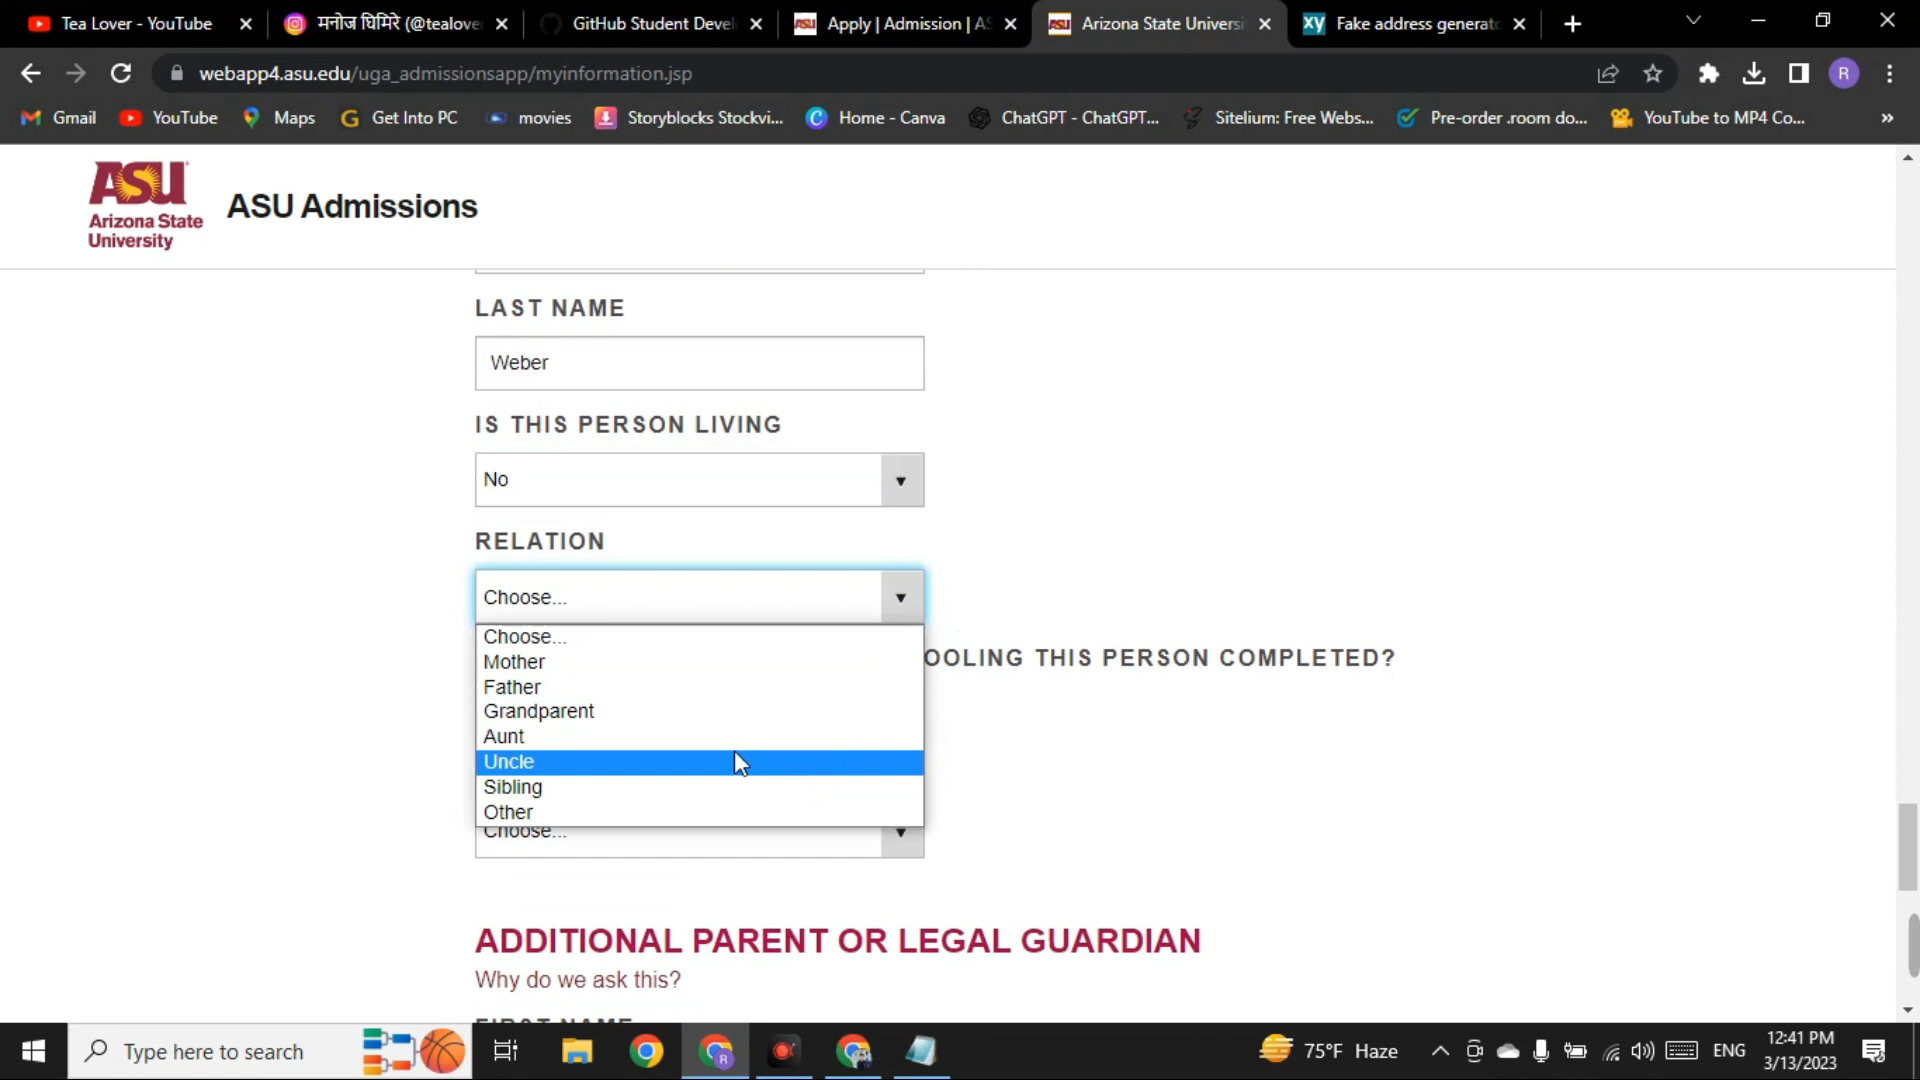 Tea Lover - YouTube
मनोज घिमिरे (@tealove
GitHub Student Devel
Apply | Admission | AS
Arizona State Universi
Fake address generato
webapp4.asu.edu/uga_admissionsapp/myinformation.jsp
R
Gmail
YouTube
Maps
Get Into PC
movies
Storyblocks Stockvi...
Home - Canva
ChatGPT - ChatGPT...
Sitelium: Free Webs...
Pre-order .room do...
YouTube to MP4 Co...
»
ASU
Arizona State
University
ASU Admissions
LAST NAME
Weber
IS THIS PERSON LIVING
No
RELATION
Choose...
Choose...
Mother
OOLING THIS PERSON COMPLETED?
Father
Grandparent
Aunt
Uncle
Sibling
Other
Choose...
ADDITIONAL PARENT OR LEGAL GUARDIAN
Why do we ask this?
FIRST NAME
Type here to search
75°F Haze
ENG
12:41 PM
3/13/2023